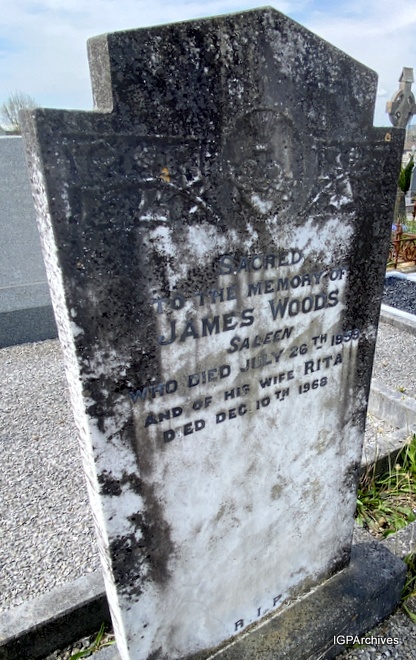 SACRED
TO THE MEMORY OF
JAMES WOODS
SALEEN
WHO DIED JULY 26TH 1955
AND OF HIS WIFE RITA
DIED DEC 10TH 1968
R.I.P.
IGPArchives